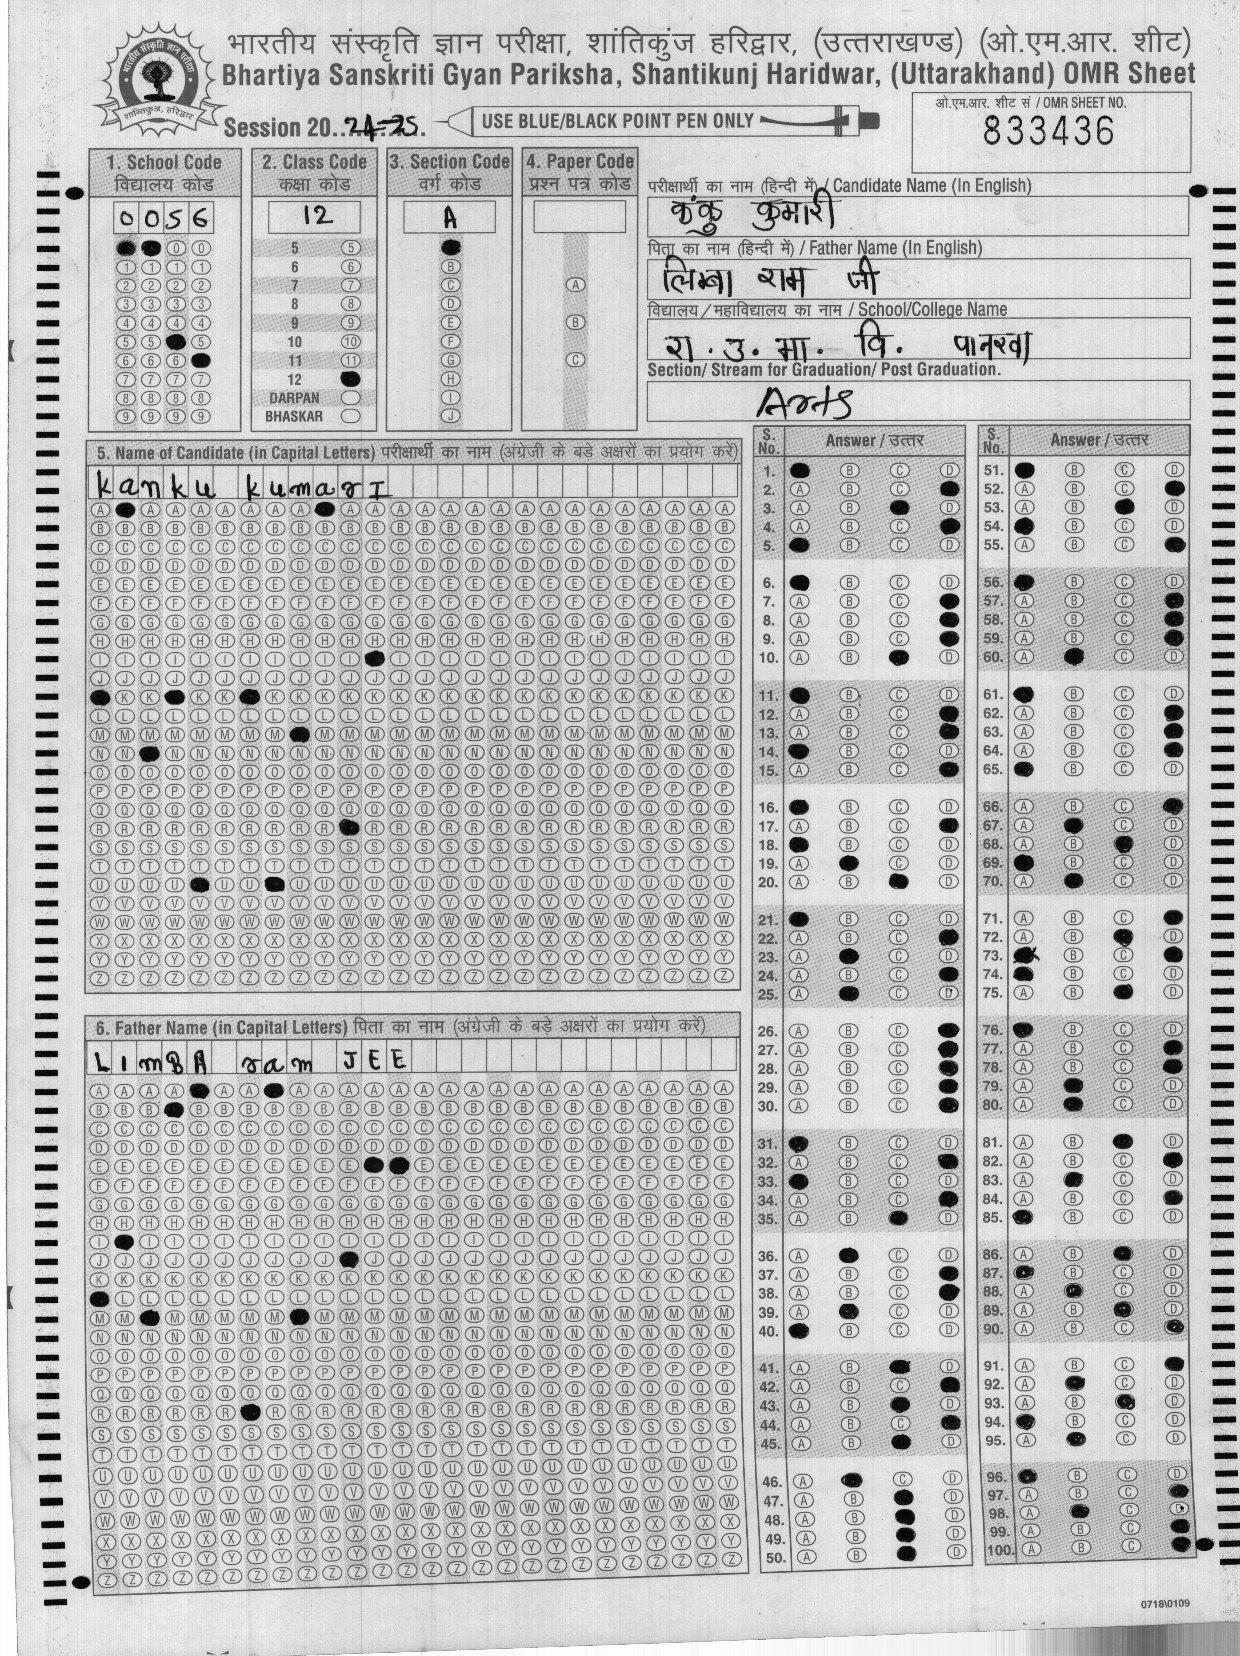 भारतीय संस्कृति ज्ञान परीक्षा, शांतिकुंज हरिद्वार, (उत्तराखण्ड) (ओ.एम.आर. शीट)
Bhartiya Sanskriti Gyan Pariksha, Shantikunj Haridwar, (Uttarakhand) OMR Sheet
Session 20..24-25.
USE BLUE/BLACK POINT PEN ONLY
ओ.एम.आर. शीट सं / OMR SHEET NO.
833436
1. School Code
विद्यालय कोड
0056
2. Class Code
कक्षा कोड
12
5
6
7
8
9
10
11
12
DARPAN
BHASKAR
3. Section Code
वर्ग कोड
A
4. Paper Code
प्रश्न पत्र कोड
A
B
C
परीक्षार्थी का नाम (हिन्दी में) / Candidate Name (In English)
कंकु कुमारी
पिता का नाम (हिन्दी में) / Father Name (In English)
लिम्बा राम जी
विद्यालय / महाविद्यालय का नाम / School/College Name
रा. उ. मा. वि. पानरवा
Section/ Stream for Graduation/ Post Graduation.
Arts
5. Name of Candidate (in Capital Letters) परीक्षार्थी का नाम (अंग्रेजी के बड़े अक्षरों का प्रयोग करें)
kanku kumarI
6. Father Name (in Capital Letters) पिता का नाम (अंग्रेजी के बड़े अक्षरों का प्रयोग करें)
LImBA ram JEE
S. No. Answer / उत्तर
S. No. Answer / उत्तर
0718\0109